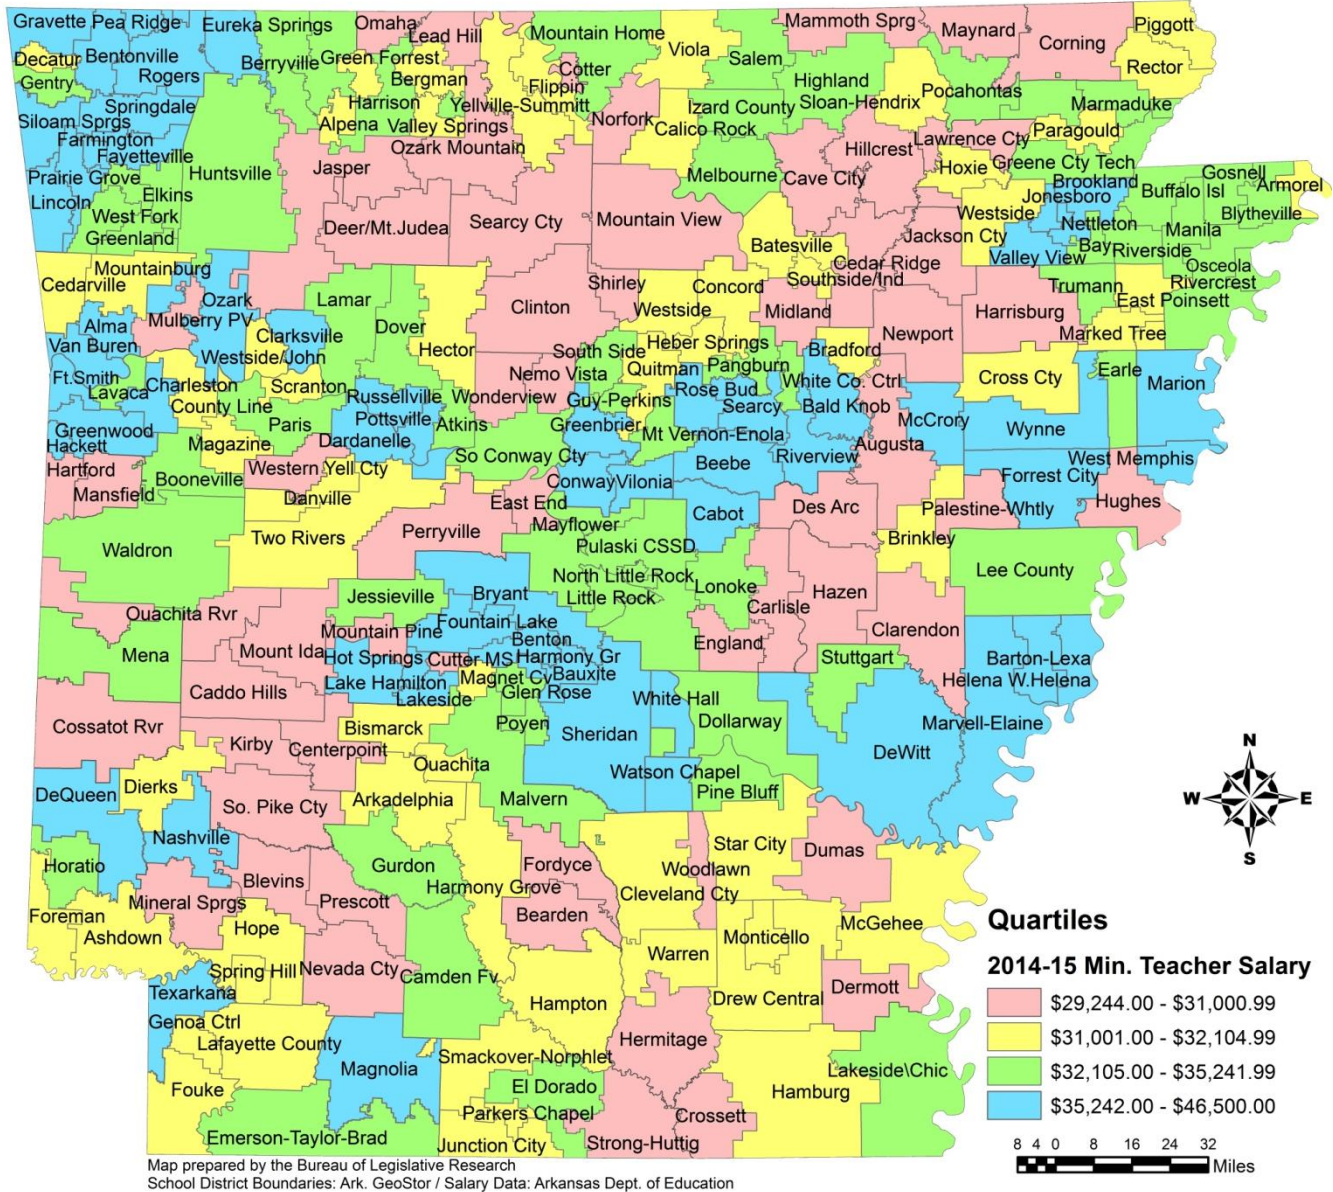 Gravette Pea Ridge Eureka Springs Omaha Lead Hill Mountain Home Mammoth Sprg Maynard Corning Piggott
Decatur Bentonville Berryville Green Forrest Bergman Cotter Viola Salem Rector
Gentry Rogers Flippin Highland Pocahontas
Springdale Harrison Yellville-Summitt Izard County Sloan-Hendrix Marmaduke
Siloam Sprgs Alpena Valley Springs Norfork Calico Rock Paragould
Farmington Ozark Mountain Hillcrest Lawrence Cty
Fayetteville Huntsville Jasper Melbourne Cave City Hoxie Greene Cty Tech
Prairie Grove Elkins Brookland Buffalo Isl Gosnell Armorel
Lincoln West Fork Deer/Mt.Judea Searcy Cty Mountain View Westside Jonesboro Blytheville
Greenland Batesville Jackson Cty Nettleton Manila
Mountainburg Cedar Ridge Valley View Bay Riverside
Cedarville Ozark Lamar Clinton Shirley Concord Southside/Ind Trumann Osceola Rivercrest
Alma Mulberry PV Dover Westside Midland Harrisburg East Poinsett
Van Buren Clarksville Hector Heber Springs Newport Marked Tree
Westside/John South Side Bradford
Ft.Smith Charleston Scranton Nemo Vista Quitman Pangburn White Co. Ctrl Cross Cty Earle Marion
Lavaca County Line Russellville Wonderview Guy-Perkins Rose Bud Searcy Bald Knob
Greenwood Paris Pottsville Atkins Greenbrier Mt Vernon-Enola McCrory Wynne
Hackett Magazine Dardanelle So Conway Cty Riverview Augusta
Hartford Booneville Western Yell Cty Beebe West Memphis
Mansfield Danville Conway Vilonia Forrest City
East End Cabot Des Arc Palestine-Whtly Hughes
Waldron Two Rivers Perryville Mayflower Brinkley
Pulaski CSSD
North Little Rock Lonoke Lee County
Jessieville Bryant Little Rock Carlisle Hazen
Ouachita Rvr Mountain Pine Fountain Lake England Clarendon
Mena Mount Ida Hot Springs Benton Stuttgart Barton-Lexa
Caddo Hills Cutter MS Harmony Gr
Lake Hamilton Magnet Cv Bauxite Helena W.Helena
Lakeside Glen Rose White Hall
Cossatot Rvr Bismarck Poyen Sheridan Dollarway Marvell-Elaine
Kirby Centerpoint DeWitt
DeQueen Dierks Ouachita Watson Chapel
So. Pike Cty Arkadelphia Malvern Pine Bluff
Nashville Star City
Horatio Gurdon Fordyce Woodlawn Dumas
Mineral Sprgs Blevins Harmony Grove Cleveland Cty
Foreman Prescott Bearden McGehee
Ashdown Hope Warren Monticello
Spring Hill Nevada Cty Camden Fv
Texarkana Hampton Drew Central Dermott
Genoa Ctrl
Lafayette County Smackover-Norphlet Hermitage
Fouke Magnolia El Dorado Hamburg Lakeside\Chic
Parkers Chapel Crossett
Emerson-Taylor-Brad Junction City Strong-Huttig
N
W E
S
Quartiles
2014-15 Min. Teacher Salary
$29,244.00 - $31,000.99
$31,001.00 - $32,104.99
$32,105.00 - $35,241.99
$35,242.00 - $46,500.00
8 4 0 8 16 24 32
Miles
Map prepared by the Bureau of Legislative Research
School District Boundaries: Ark. GeoStor / Salary Data: Arkansas Dept. of Education